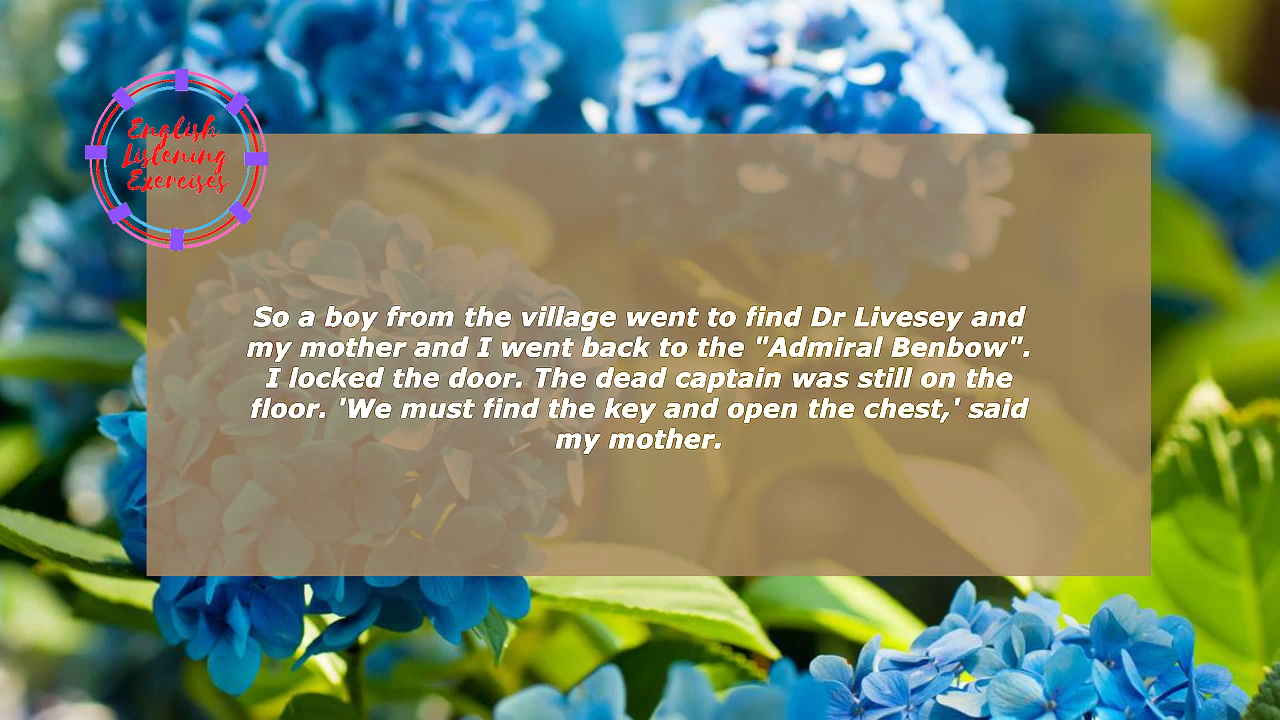 English
Listening
Exercises
So a boy from the village went to find Dr Livesey and
my mother and I went back to the "Admiral Benbow".
I locked the door. The dead captain was still on the
floor. 'We must find the key and open the chest,' said
my mother.